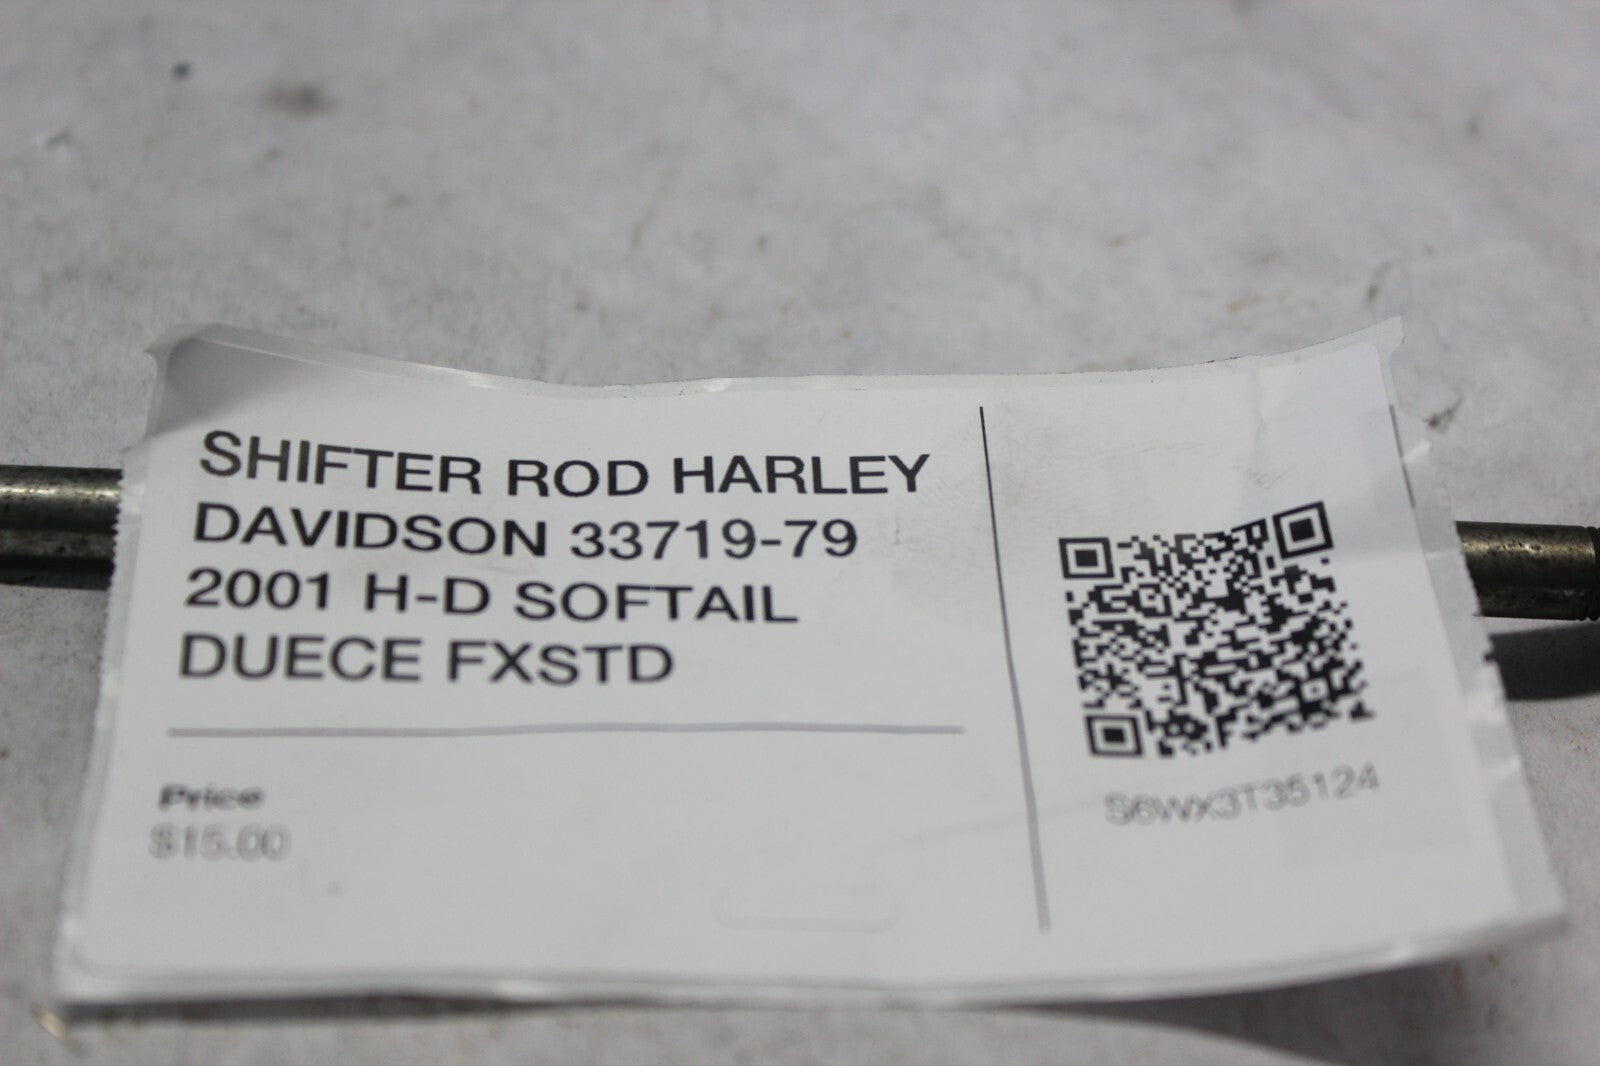 SHIFTER ROD HARLEY
DAVIDSON 33719-79
2001 H-D SOFTAIL
DUECE FXSTD
Price
$15.00
S6WX3T35124